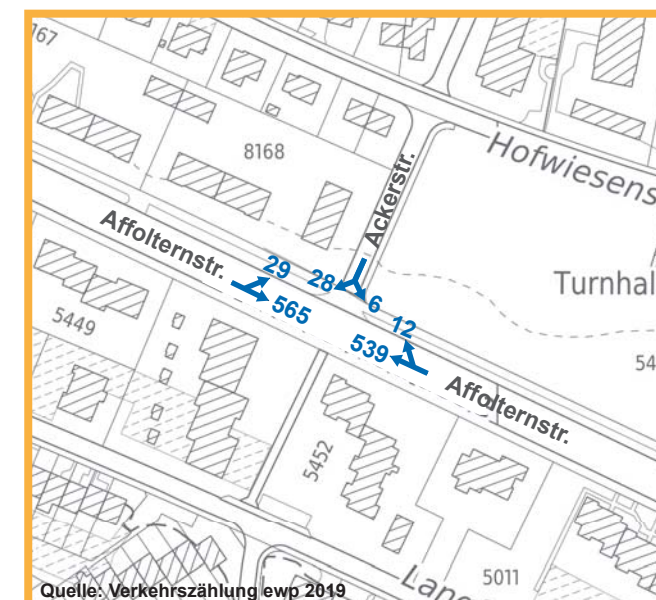 167
8168
Hofwiesens
Ackerstr.
Affolternstr.
29
28
6
12
565
539
Turnhal
5449
54
Affolternstr.
5452
5011
Lang
Quelle: Verkehrszählung ewp 2019